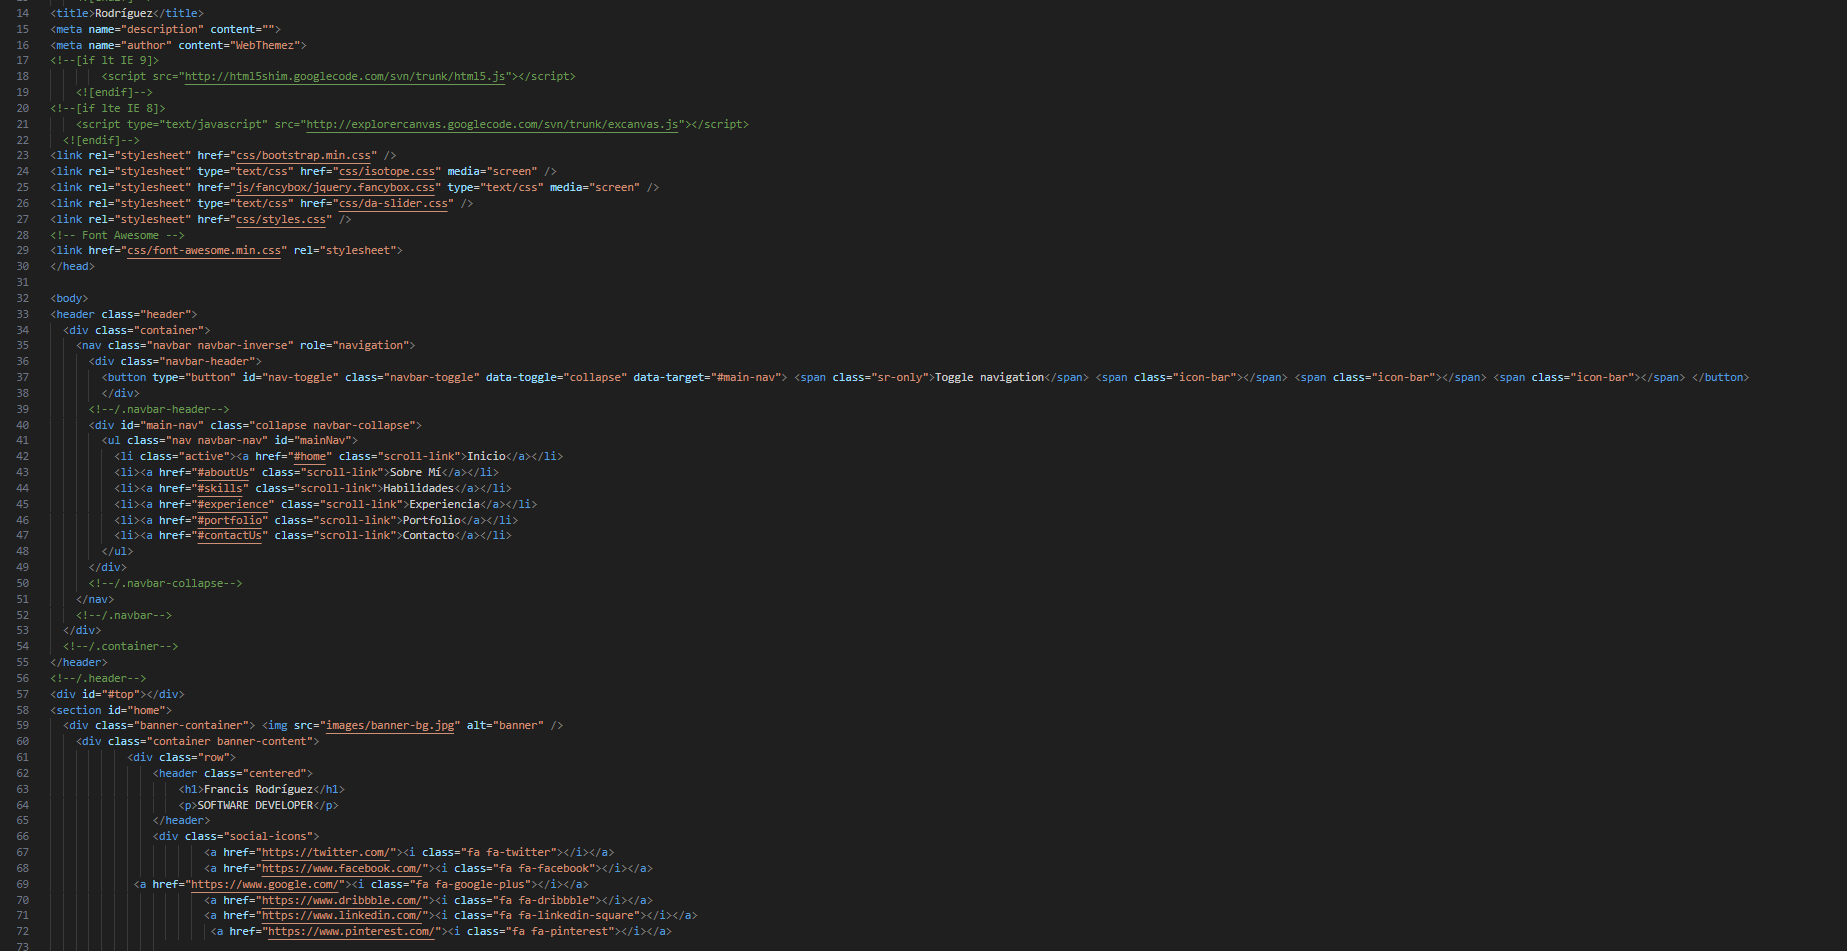 14 <title>Rodríguez</title>
15 <meta name="description" content="">
16 <meta name="author" content="WebThemez">
17 <!--[if lt IE 9]>
18 <script src="http://html5shim.googlecode.com/svn/trunk/html5.js"></script>
19 <![endif]-->
20 <!--[if lte IE 8]>
21 <script type="text/javascript" src="http://explorercanvas.googlecode.com/svn/trunk/excanvas.js"></script>
22 <![endif]-->
23 <link rel="stylesheet" href="css/bootstrap.min.css" />
24 <link rel="stylesheet" type="text/css" href="css/isotope.css" media="screen" />
25 <link rel="stylesheet" href="js/fancybox/jquery.fancybox.css" type="text/css" media="screen" />
26 <link rel="stylesheet" type="text/css" href="css/da-slider.css" />
27 <link rel="stylesheet" href="css/styles.css" />
28 <!-- Font Awesome -->
29 <link href="css/font-awesome.min.css" rel="stylesheet">
30 </head>
31
32 <body>
33 <header class="header">
34 <div class="container">
35 <nav class="navbar navbar-inverse" role="navigation">
36 <div class="navbar-header">
37 <button type="button" id="nav-toggle" class="navbar-toggle" data-toggle="collapse" data-target="#main-nav"> <span class="sr-only">Toggle navigation</span> <span class="icon-bar"></span> <span class="icon-bar"></span> <span class="icon-bar"></span> </button>
38 </div>
39 <!--/.navbar-header-->
40 <div id="main-nav" class="collapse navbar-collapse">
41 <ul class="nav navbar-nav" id="mainNav">
42 <li class="active"><a href="#home" class="scroll-link">Inicio</a></li>
43 <li><a href="#aboutUs" class="scroll-link">Sobre Mí</a></li>
44 <li><a href="#skills" class="scroll-link">Habilidades</a></li>
45 <li><a href="#experience" class="scroll-link">Experiencia</a></li>
46 <li><a href="#portfolio" class="scroll-link">Portfolio</a></li>
47 <li><a href="#contactUs" class="scroll-link">Contacto</a></li>
48 </ul>
49 </div>
50 <!--/.navbar-collapse-->
51 </nav>
52 <!--/.navbar-->
53 </div>
54 <!--/.container-->
55 </header>
56 <!--/.header-->
57 <div id="#top"></div>
58 <section id="home">
59 <div class="banner-container"> <img src="images/banner-bg.jpg" alt="banner" />
60 <div class="container banner-content">
61 <div class="row">
62 <header class="centered">
63 <h1>Francis Rodríguez</h1>
64 <p>SOFTWARE DEVELOPER</p>
65 </header>
66 <div class="social-icons">
67 <a href="https://twitter.com/"><i class="fa fa-twitter"></i></a>
68 <a href="https://www.facebook.com/"><i class="fa fa-facebook"></i></a>
69 <a href="https://www.google.com/"><i class="fa fa-google-plus"></i></a>
70 <a href="https://www.dribbble.com/"><i class="fa fa-dribbble"></i></a>
71 <a href="https://www.linkedin.com/"><i class="fa fa-linkedin-square"></i></a>
72 <a href="https://www.pinterest.com/"><i class="fa fa-pinterest"></i></a>
73